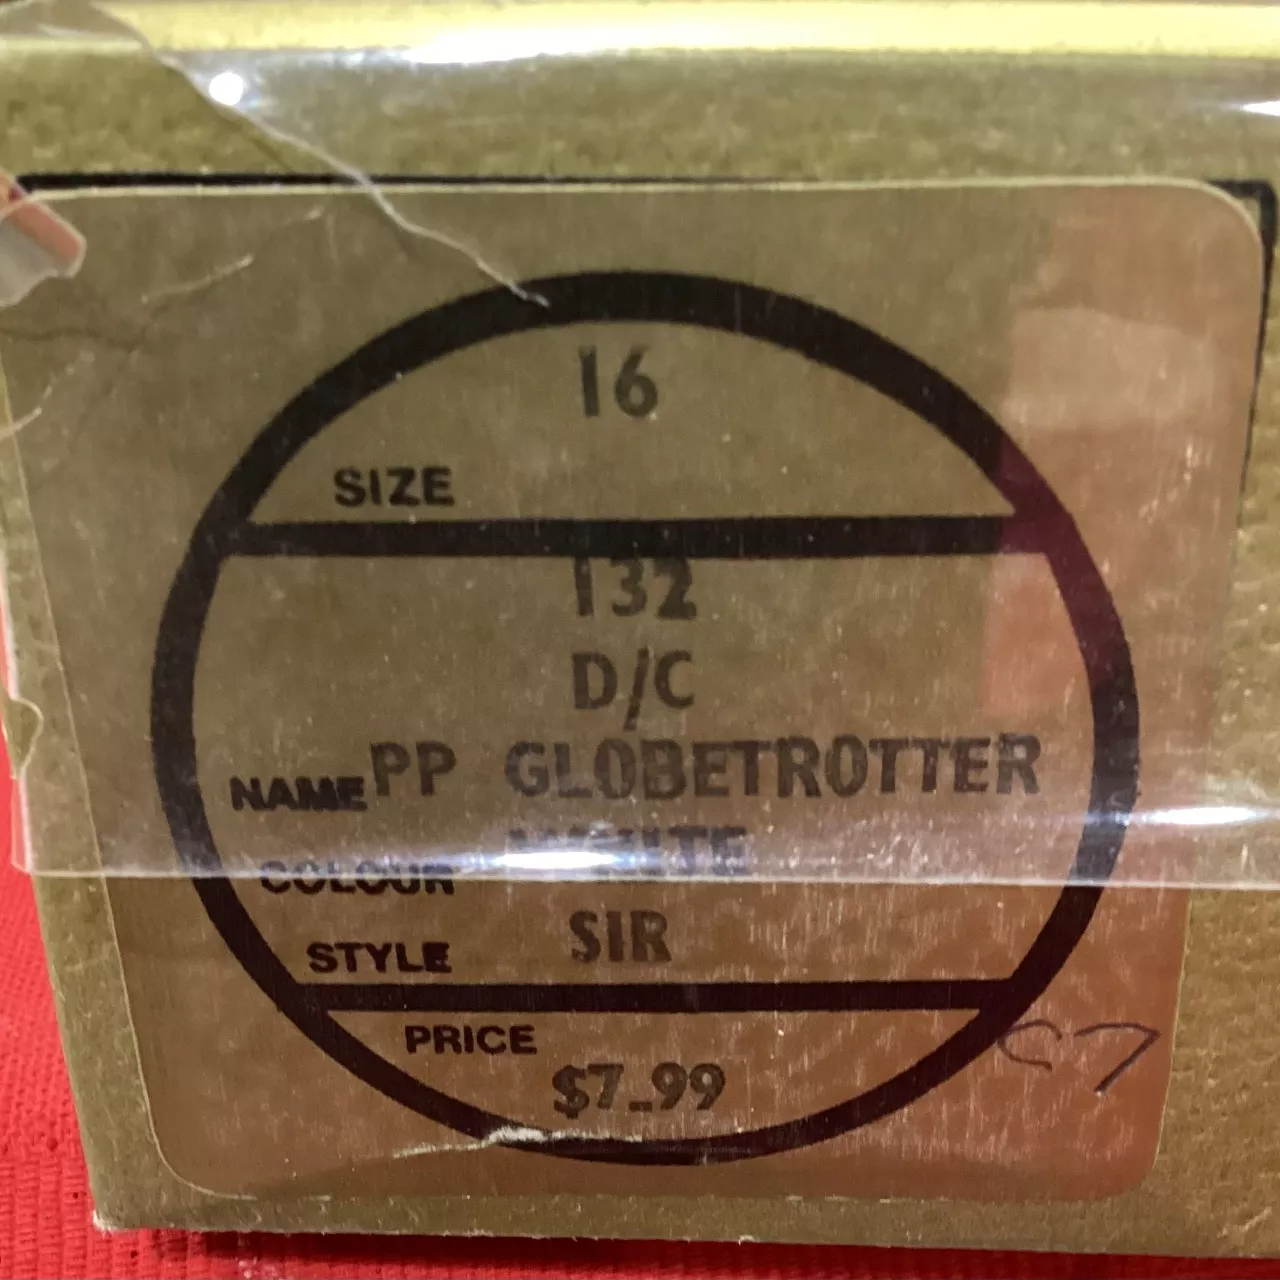 16
SIZE
132
D/C
NAME PP GLOBETROTTER
COLOUR WHITE
STYLE SIR
PRICE
$7.99